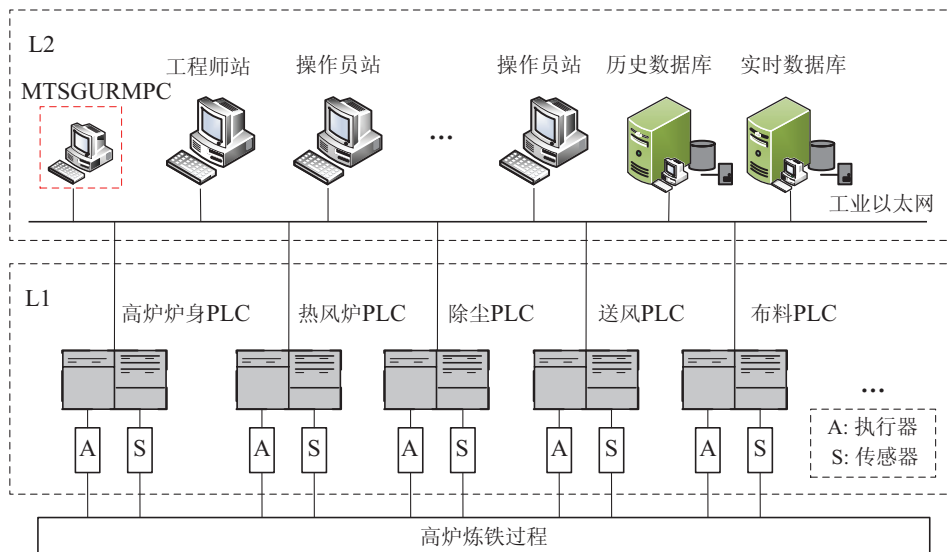 L2
MTSGURMPC
工程师站
操作员站
...
操作员站
历史数据库
实时数据库
工业以太网
L1
高炉炉身PLC
热风炉PLC
除尘PLC
送风PLC
布料PLC
...
A
S
A
S
A
S
A
S
A
S
A: 执行器
S: 传感器
高炉炼铁过程